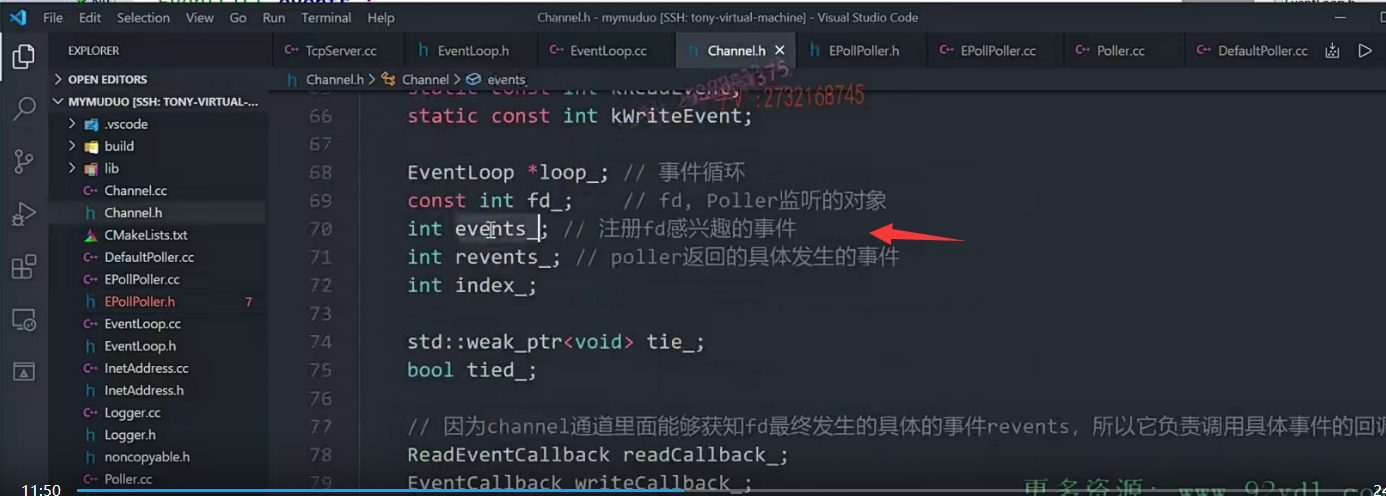 File Edit Selection View Go Run Terminal Help Channel.h - mymuduo [SSH: tony-virtual-machine] - Visual Studio Code
EXPLORER
TcpServer.cc EventLoop.h EventLoop.cc Channel.h EPollPoller.h EPollPoller.cc Poller.cc DefaultPoller.cc
OPEN EDITORS
Channel.h > Channel > events_
MYMUDUO [SSH: TONY-VIRTUAL-...
.vscode
build
lib
Channel.cc
Channel.h
CMakeLists.txt
DefaultPoller.cc
EPollPoller.cc
EPollPoller.h 7
EventLoop.cc
EventLoop.h
InetAddress.cc
InetAddress.h
Logger.cc
Logger.h
noncopyable.h
Poller.cc
static const int kReadEvent;
:2732168745
66 static const int kWriteEvent;
67
68 EventLoop *loop_; // 事件循环
69 const int fd_; // fd, Poller监听的对象
70 int events_; // 注册fd感兴趣的事件
71 int revents_; // poller返回的具体发生的事件
72 int index_;
73
74 std::weak_ptr<void> tie_;
75 bool tied_;
76
77 // 因为channel通道里面能够获知fd最终发生的具体的事件revents，所以它负责调用具体事件的回调
78 ReadEventCallback readCallback_;
79 EventCallback writeCallback_;
11:50